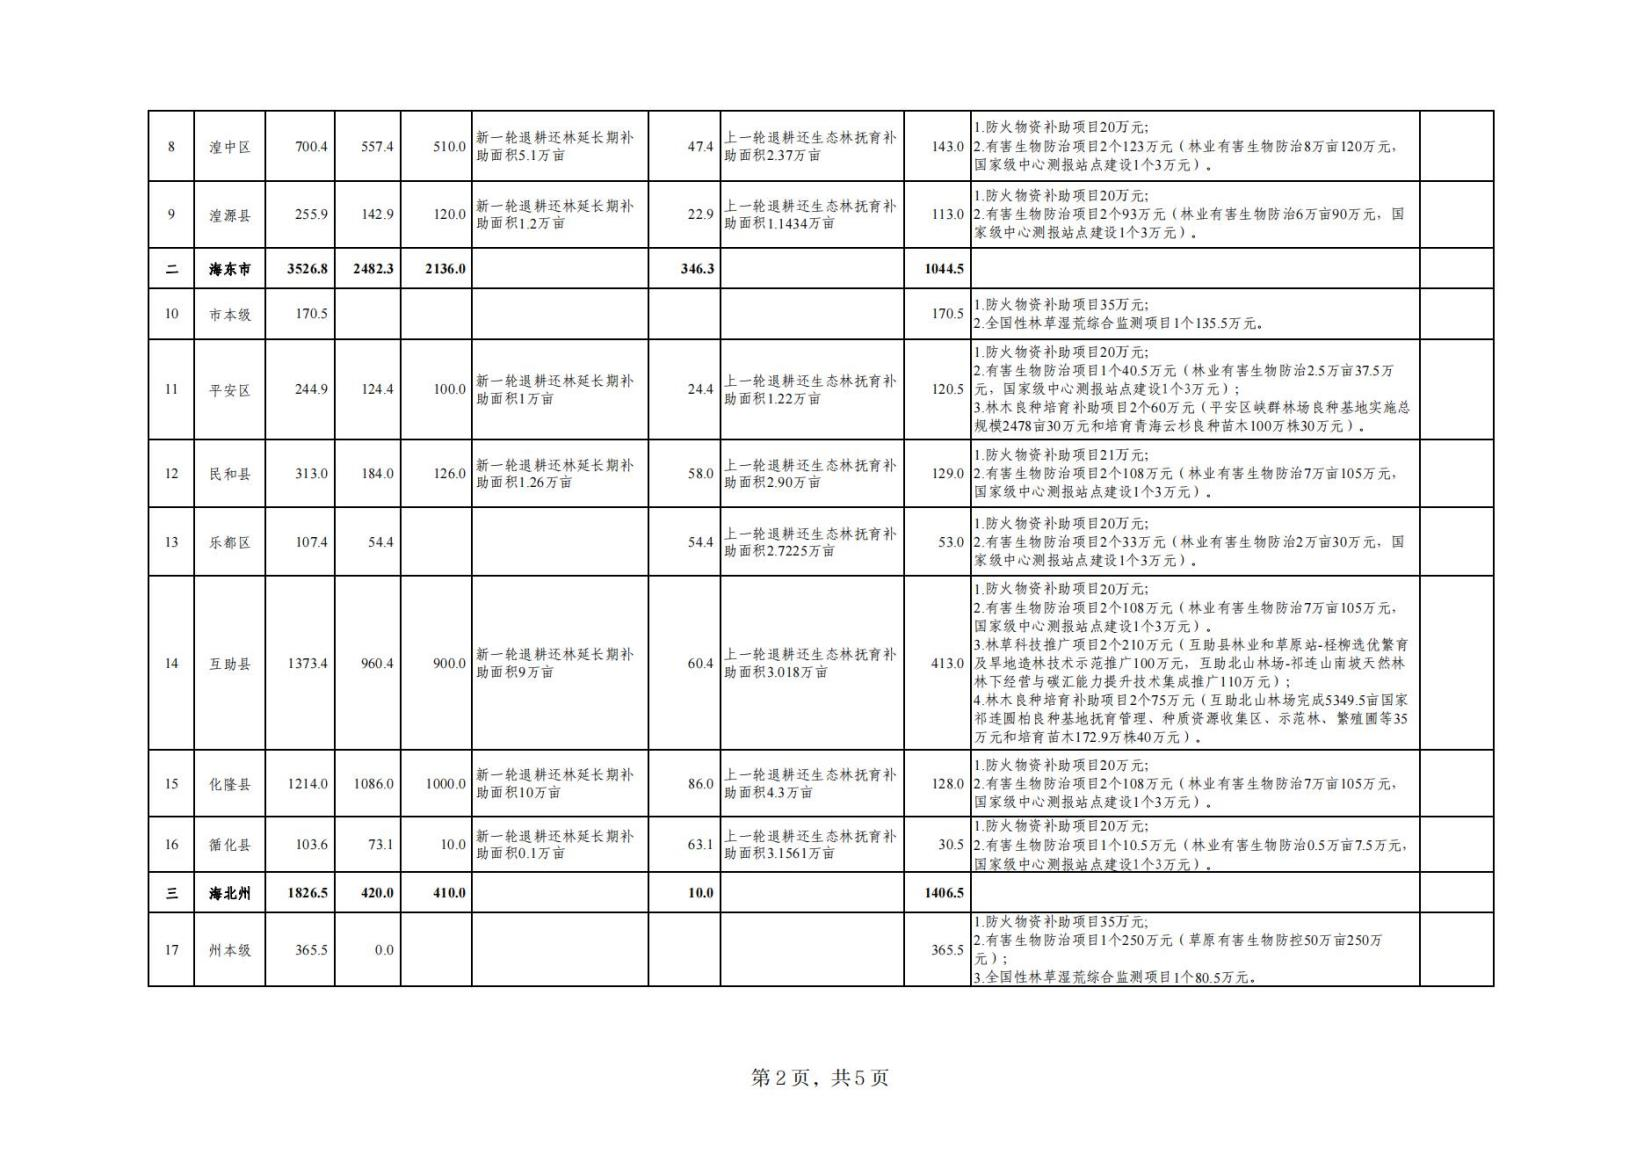 8 湟中区 700.4 557.4 510.0 新一轮退耕还林延长期补助面积5.1万亩 47.4 上一轮退耕还生态林抚育补助面积2.37万亩 143.0 1.防火物资补助项目20万元;
2.有害生物防治项目2个123万元（林业有害生物防治8万亩120万元，
国家级中心测报站点建设1个3万元）。
9 湟源县 255.9 142.9 120.0 新一轮退耕还林延长期补助面积1.2万亩 22.9 上一轮退耕还生态林抚育补助面积1.1434万亩 113.0 1.防火物资补助项目20万元;
2.有害生物防治项目2个93万元（林业有害生物防治6万亩90万元，国
家级中心测报站点建设1个3万元）。
二 海东市 3526.8 2482.3 2136.0 346.3 1044.5
10 市本级 170.5 170.5 1.防火物资补助项目35万元;
2.全国性林草湿荒综合监测项目1个135.5万元。
11 平安区 244.9 124.4 100.0 新一轮退耕还林延长期补助面积1万亩 24.4 上一轮退耕还生态林抚育补助面积1.22万亩 120.5 1.防火物资补助项目20万元;
2.有害生物防治项目1个40.5万元（林业有害生物防治2.5万亩37.5万
元，国家级中心测报站点建设1个3万元）;
3.林木良种培育补助项目2个60万元（平安区峡群林场良种基地实施总
规模2478亩30万元和培育青海云杉良种苗木100万株30万元）。
12 民和县 313.0 184.0 126.0 新一轮退耕还林延长期补助面积1.26万亩 58.0 上一轮退耕还生态林抚育补助面积2.90万亩 129.0 1.防火物资补助项目21万元;
2.有害生物防治项目2个108万元（林业有害生物防治7万亩105万元，
国家级中心测报站点建设1个3万元）。
13 乐都区 107.4 54.4 54.4 上一轮退耕还生态林抚育补助面积2.7225万亩 53.0 1.防火物资补助项目20万元;
2.有害生物防治项目2个33万元（林业有害生物防治2万亩30万元，国
家级中心测报站点建设1个3万元）。
14 互助县 1373.4 960.4 900.0 新一轮退耕还林延长期补助面积9万亩 60.4 上一轮退耕还生态林抚育补助面积3.018万亩 413.0 1.防火物资补助项目20万元;
2.有害生物防治项目2个108万元（林业有害生物防治7万亩105万元，
国家级中心测报站点建设1个3万元）。
3.林草科技推广项目2个210万元（互助县林业和草原站-柽柳选优繁育
及旱地造林技术示范推广100万元，互助北山林场-祁连山南坡天然林
林下经营与碳汇能力提升技术集成推广110万元）;
4.林木良种培育补助项目2个75万元（互助北山林场完成5349.5亩国家
祁连圆柏良种基地抚育管理、种质资源收集区、示范林、繁殖圃等35
万元和培育苗木172.9万株40万元）。
15 化隆县 1214.0 1086.0 1000.0 新一轮退耕还林延长期补助面积10万亩 86.0 上一轮退耕还生态林抚育补助面积4.3万亩 128.0 1.防火物资补助项目20万元;
2.有害生物防治项目2个108万元（林业有害生物防治7万亩105万元，
国家级中心测报站点建设1个3万元）。
16 循化县 103.6 73.1 10.0 新一轮退耕还林延长期补助面积0.1万亩 63.1 上一轮退耕还生态林抚育补助面积3.1561万亩 30.5 1.防火物资补助项目20万元;
2.有害生物防治项目1个10.5万元（林业有害生物防治0.5万亩7.5万元，
国家级中心测报站点建设1个3万元）。
三 海北州 1826.5 420.0 410.0 10.0 1406.5
17 州本级 365.5 0.0 365.5 1.防火物资补助项目35万元;
2.有害生物防治项目1个250万元（草原有害生物防控50万亩250万
元）;
3.全国性林草湿荒综合监测项目1个80.5万元。
第 2 页，共 5 页